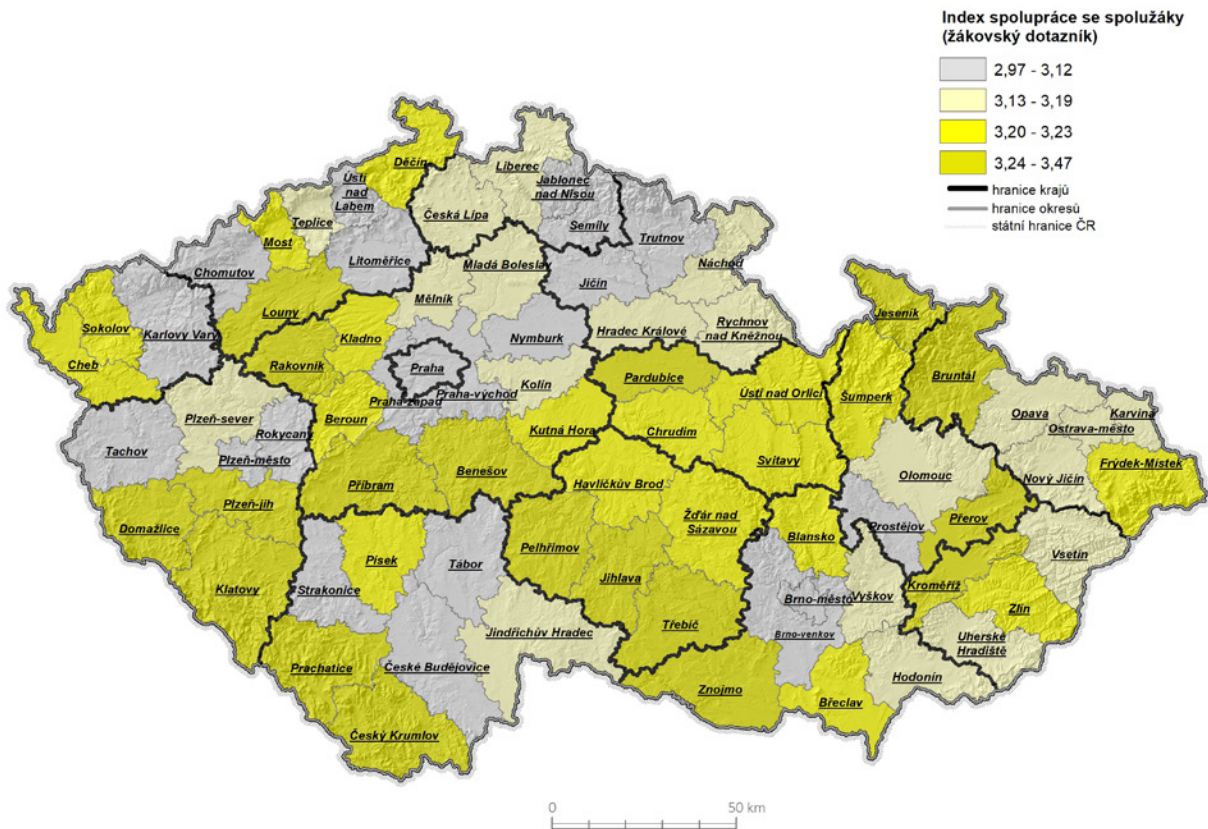 Index spolupráce se spolužáky
(žákovský dotazník)
2,97 - 3,12
3,13 - 3,19
3,20 - 3,23
3,24 - 3,47
hranice krajů
hranice okresů
státní hranice ČR
Děčín
Liberec
Ústí
nad
Labem
Jablonec
nad Nisou
Teplice
Česká Lípa
Semily
Most
Trutnov
Litoměřice
Chomutov
Mladá Boleslav
Náchod
Jičín
Mělník
Louny
Jeseník
Sokolov
Karlovy Vary
Kladno
Nymburk
Hradec Králové
Rychnov
nad Kněžnou
Cheb
Rakovník
Praha
Kolín
Pardubice
Bruntál
Ústí nad Orlicí
Šumperk
Praha-západ
Praha-východ
Beroun
Plzeň-sever
Opava
Karviná
Ostrava-město
Kutná Hora
Chrudim
Rokycany
Tachov
Plzeň-město
Svitavy
Frýdek-Místek
Benešov
Olomouc
Nový Jičín
Příbram
Havlíčkův Brod
Plzeň-jih
Žďár nad
Sázavou
Přerov
Domažlice
Prostějov
Blansko
Pelhřimov
Písek
Tábor
Vsetín
Jihlava
Klatovy
Strakonice
Kroměříž
Brno-město
Vyškov
Zlín
Třebíč
Jindřichův Hradec
Brno-venkov
Uherské
Hradiště
Prachatice
České Budějovice
Hodonín
Znojmo
Břeclav
Český Krumlov
0 50 km